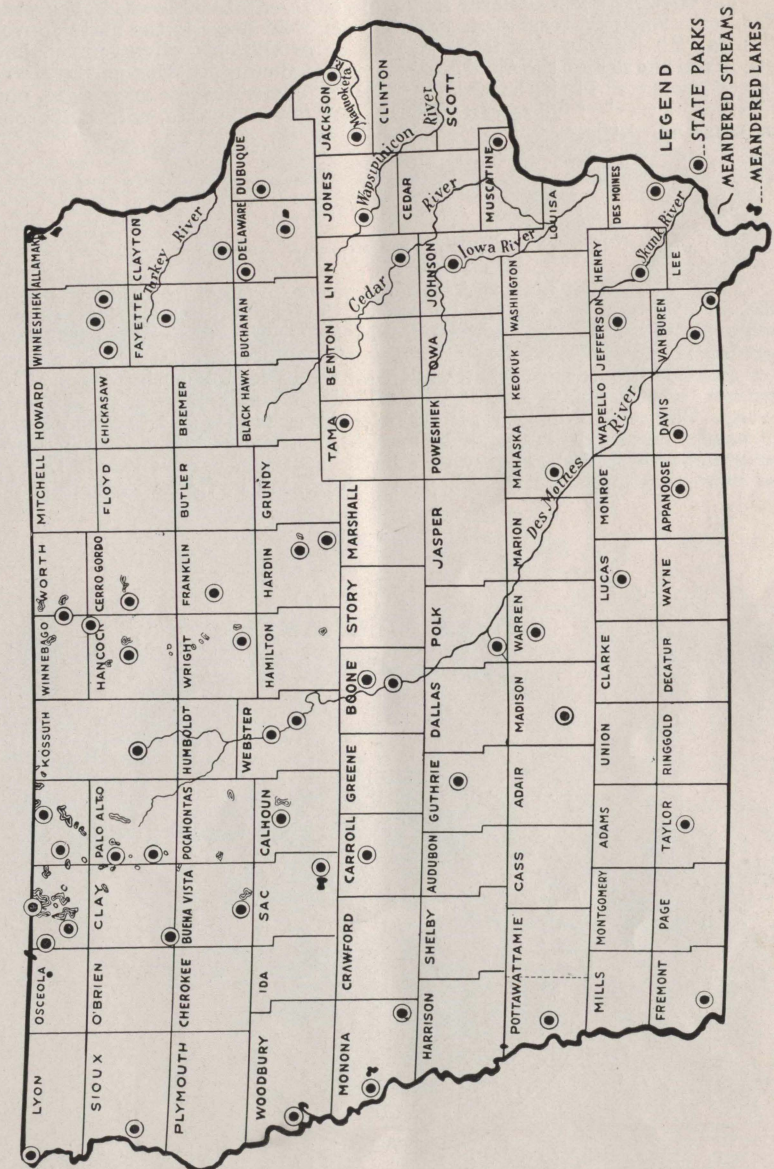 LYON
OSCEOLA
KOSSUTH
WINNEBAGO
WORTH
MITCHELL
HOWARD
WINNESHIEK
ALLAMAK
SIOUX
O'BRIEN
CLAY
PALO ALTO
HANCOCK
CERRO GORDO
FLOYD
CHICKASAW
FAYETTE
CLAYTON
Turkey River
PLYMOUTH
CHEROKEE
BUENA VISTA
POCAHONTAS
HUMBOLDT
WRIGHT
FRANKLIN
BUTLER
BREMER
WOODBURY
IDA
SAC
CALHOUN
WEBSTER
HAMILTON
HARDIN
GRUNDY
BLACK HAWK
BUCHANAN
DELAWARE
DUBUQUE
MONONA
CRAWFORD
CARROLL
GREENE
BOONE
STORY
MARSHALL
TAMA
BENTON
LINN
JONES
JACKSON
Maquoketa R
Cedar River
Wapsipinicon River
CEDAR
CLINTON
SCOTT
HARRISON
SHELBY
AUDUBON
GUTHRIE
DALLAS
POLK
JASPER
POWESHIEK
IOWA
JOHNSON
Iowa River
MUSCATINE
POTTAWATTAMIE
CASS
ADAIR
MADISON
WARREN
MARION
MAHASKA
KEOKUK
WASHINGTON
LOUISA
Des Moines River
MILLS
MONTGOMERY
ADAMS
UNION
CLARKE
LUCAS
MONROE
WAPELLO
JEFFERSON
HENRY
DES MOINES
Skunk River
FREMONT
PAGE
TAYLOR
RINGGOLD
DECATUR
WAYNE
APPANOOSE
DAVIS
VAN BUREN
LEE
LEGEND
STATE PARKS
MEANDERED STREAMS
MEANDERED LAKES